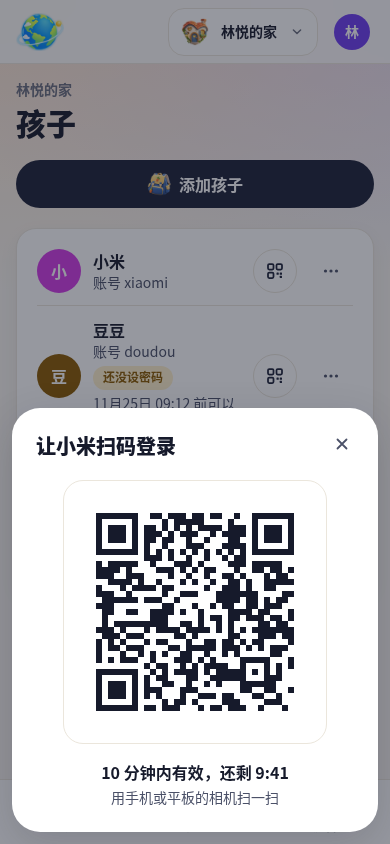 林悦的家
林
林悦的家
孩子
添加孩子
小
小米
账号 xiaomi
豆
豆豆
账号 doudou
还没设密码
11月25日 09:12 前可以
让小米扫码登录
10 分钟内有效，还剩 9:41
用手机或平板的相机扫一扫